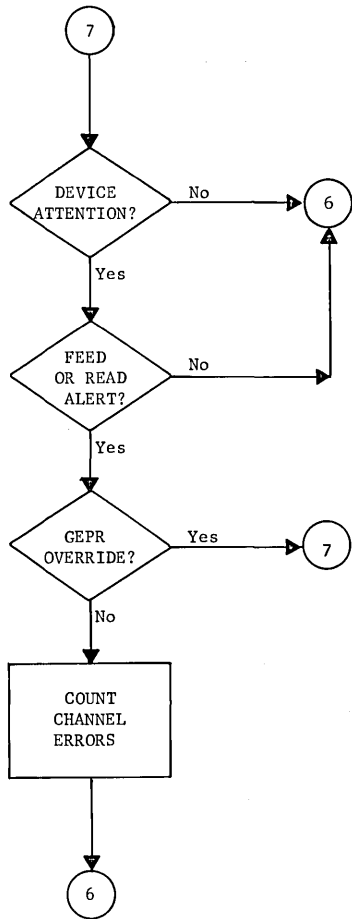 7
DEVICE
ATTENTION?
No
6
Yes
FEED
OR READ
ALERT?
No
Yes
GEPR
OVERRIDE?
Yes
7
No
COUNT
CHANNEL
ERRORS
6